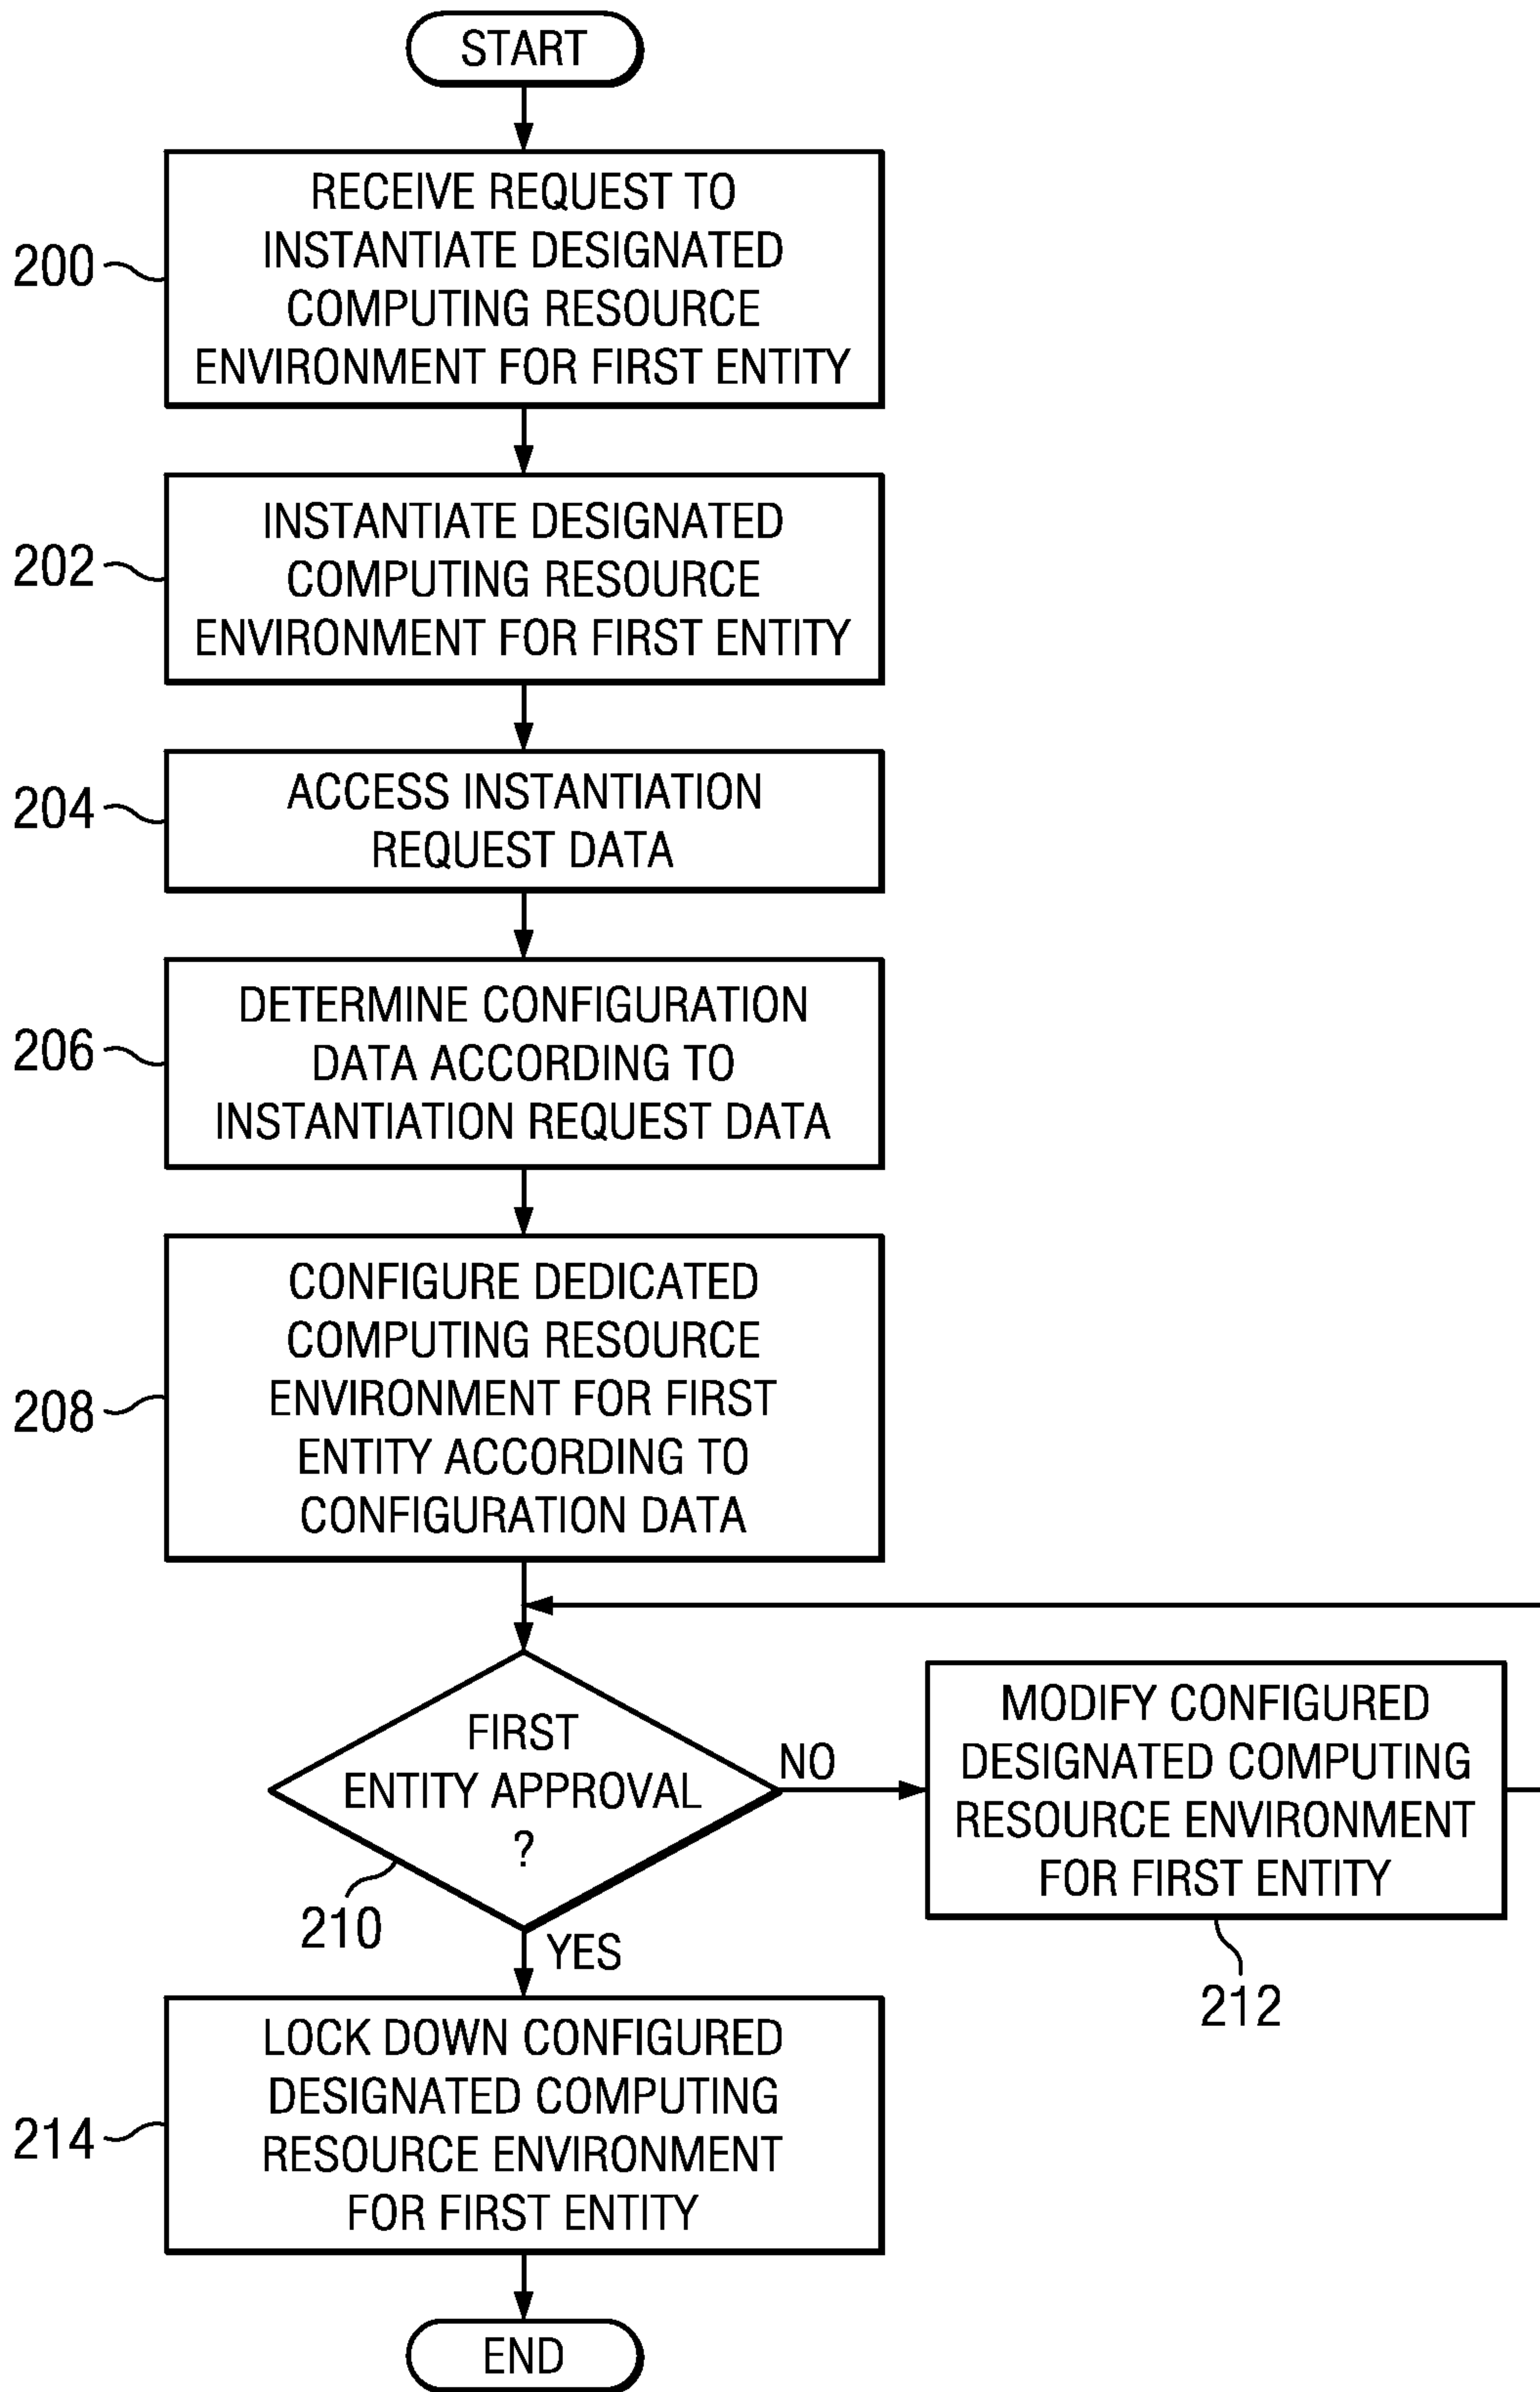 START
RECEIVE REQUEST TO
INSTANTIATE DESIGNATED
COMPUTING RESOURCE
ENVIRONMENT FOR FIRST ENTITY
200
INSTANTIATE DESIGNATED
COMPUTING RESOURCE
ENVIRONMENT FOR FIRST ENTITY
202
ACCESS INSTANTIATION
REQUEST DATA
204
DETERMINE CONFIGURATION
DATA ACCORDING TO
INSTANTIATION REQUEST DATA
206
CONFIGURE DEDICATED
COMPUTING RESOURCE
ENVIRONMENT FOR FIRST
ENTITY ACCORDING TO
CONFIGURATION DATA
208
FIRST
ENTITY APPROVAL
?
210
NO
MODIFY CONFIGURED
DESIGNATED COMPUTING
RESOURCE ENVIRONMENT
FOR FIRST ENTITY
212
YES
LOCK DOWN CONFIGURED
DESIGNATED COMPUTING
RESOURCE ENVIRONMENT
FOR FIRST ENTITY
214
END